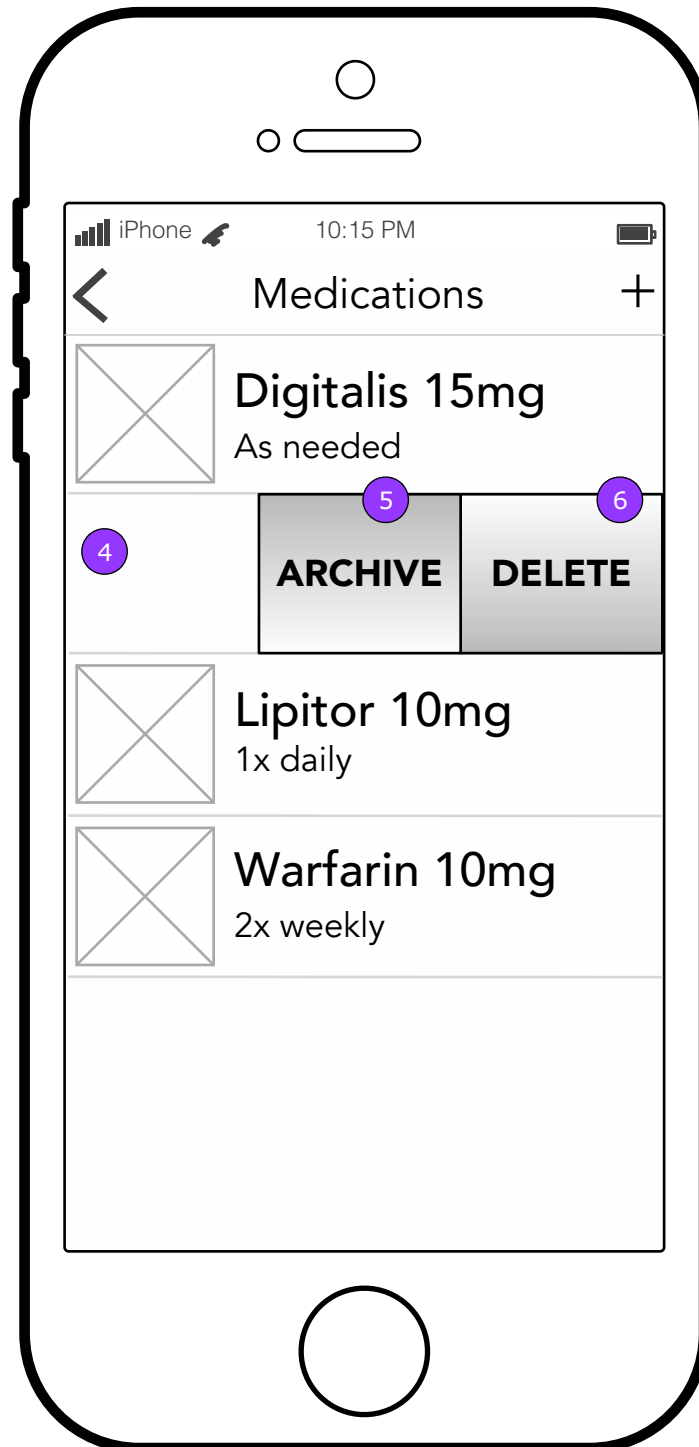 iPhone 10:15 PM
Medications +
Digitalis 15mg
As needed
5 6
4 ARCHIVE DELETE
Lipitor 10mg
1x daily
Warfarin 10mg
2x weekly